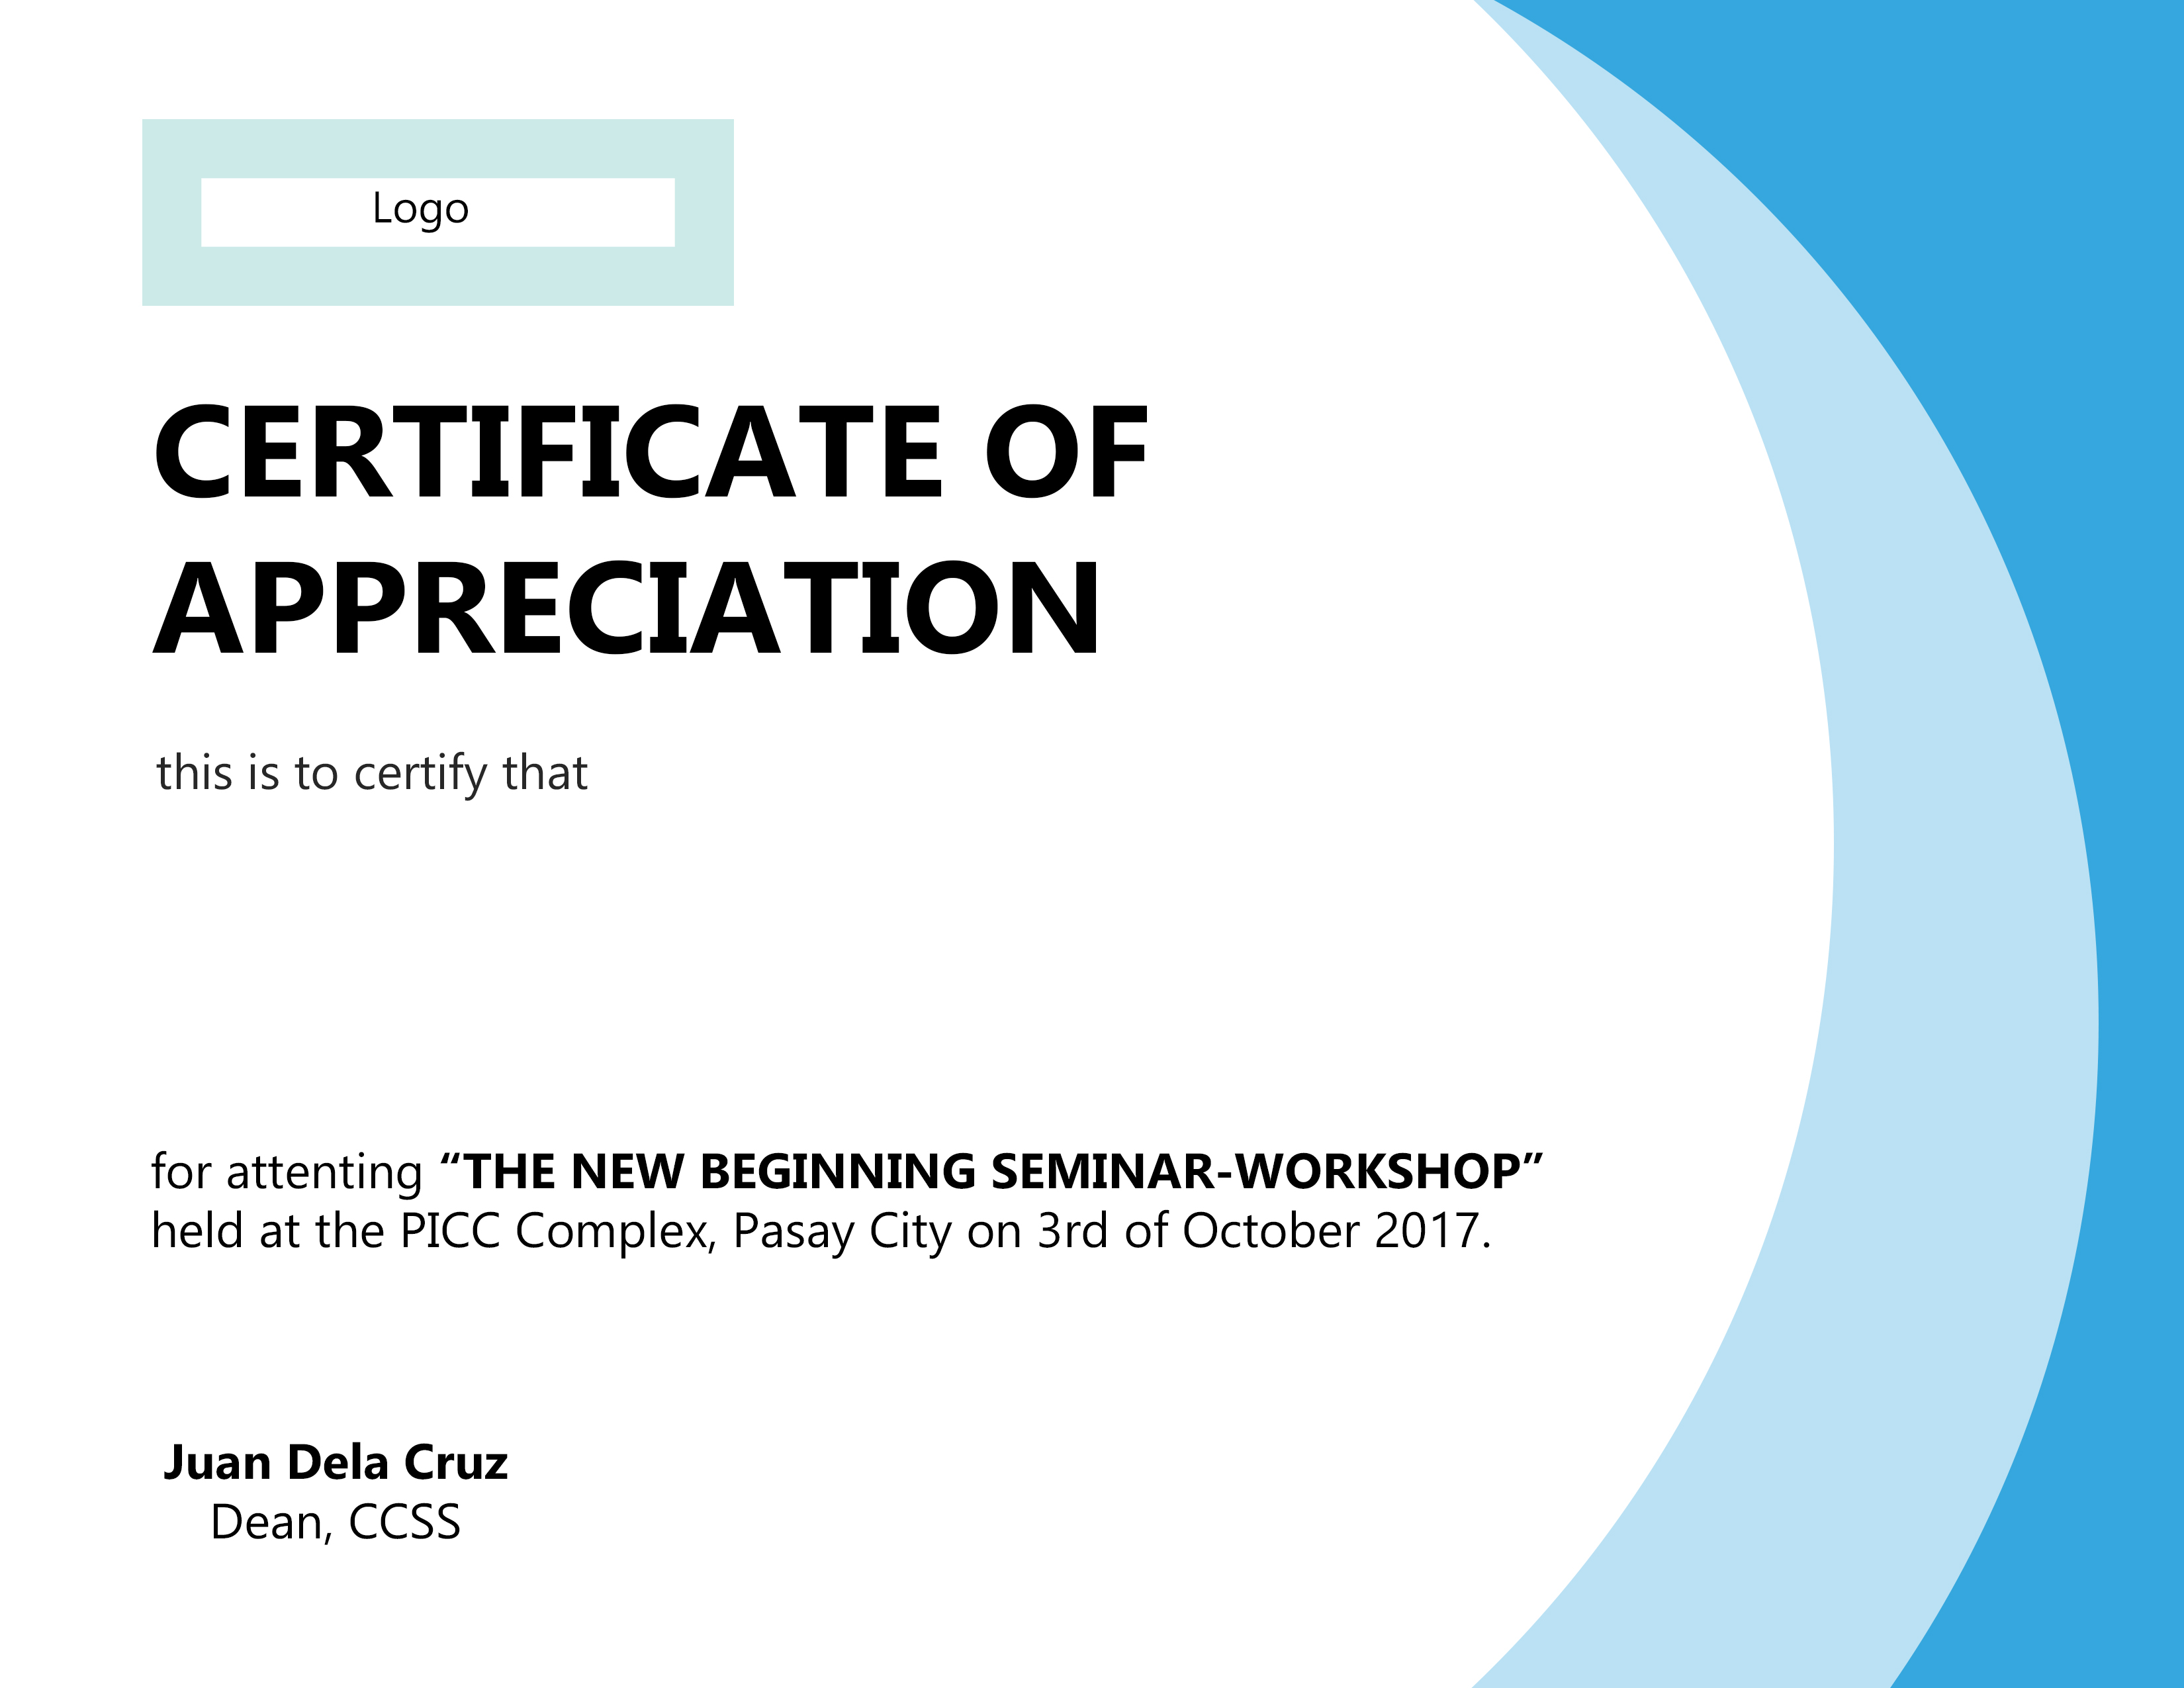 Logo
CERTIFICATE OF
APPRECIATION
this is to certify that
for attenting “THE NEW BEGINNING SEMINAR-WORKSHOP”
held at the PICC Complex, Pasay City on 3rd of October 2017.
Juan Dela Cruz
Dean, CCSS